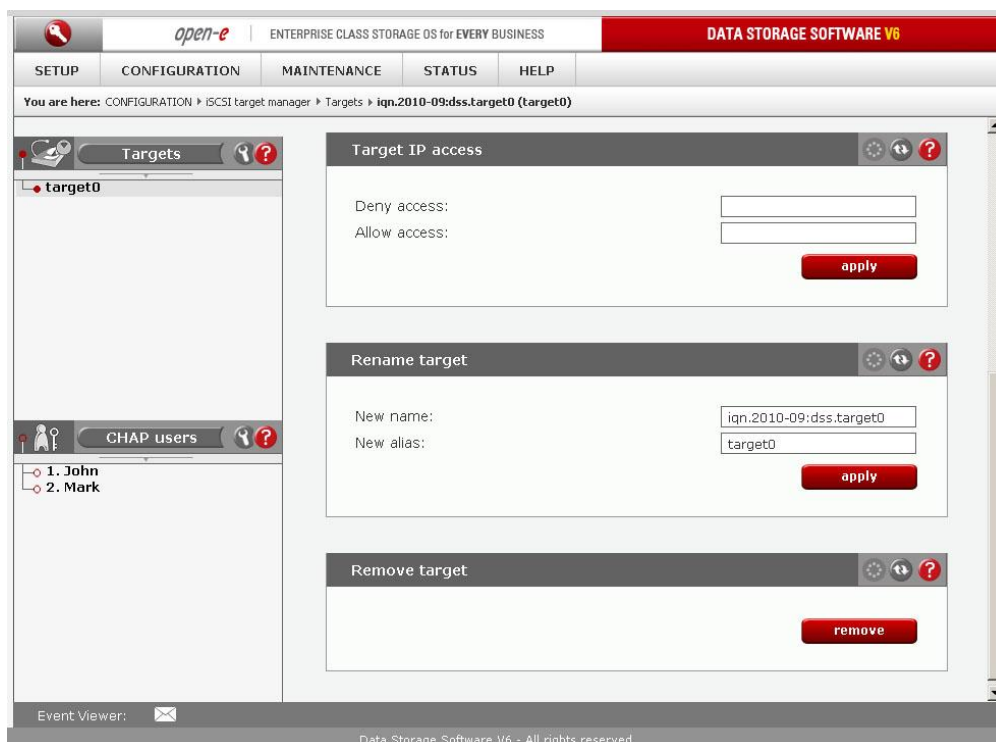 open-e ENTERPRISE CLASS STORAGE OS for EVERY BUSINESS DATA STORAGE SOFTWARE V6
SETUP CONFIGURATION MAINTENANCE STATUS HELP
You are here: CONFIGURATION iSCSI target manager Targets iqn.2010-09:dss.target0 (target0)
Targets ?
target0
CHAP users ?
1. John
2. Mark
Target IP access ?
Deny access:
Allow access:
apply
Rename target ?
New name: iqn.2010-09:dss.target0
New alias: target0
apply
Remove target ?
remove
Event Viewer:
Data Storage Software V6 - All rights reserved